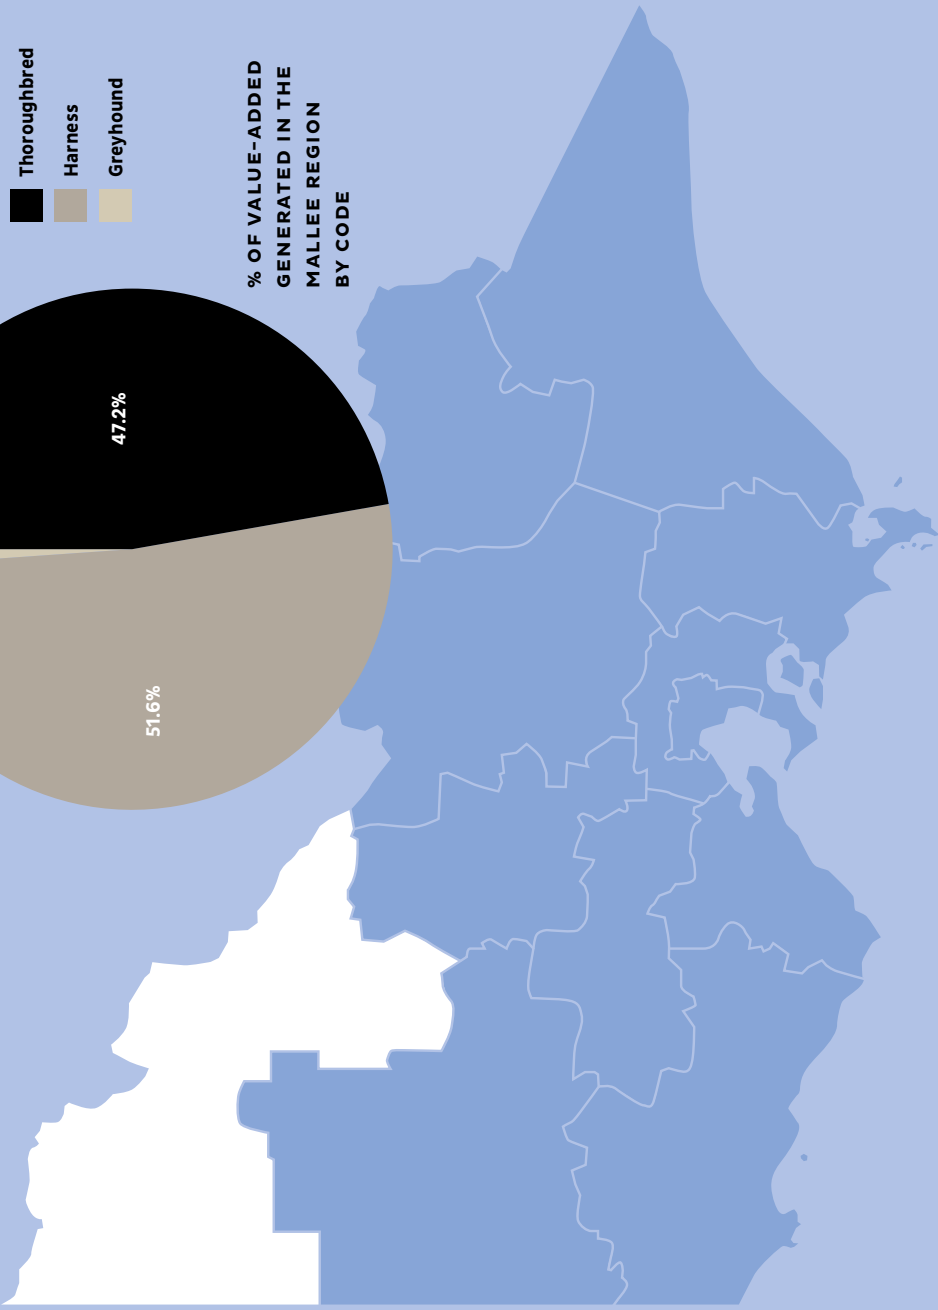 Thoroughbred
Harness
Greyhound
% OF VALUE-ADDED
GENERATED IN THE
MALLEE REGION
BY CODE
47.2%
51.6%